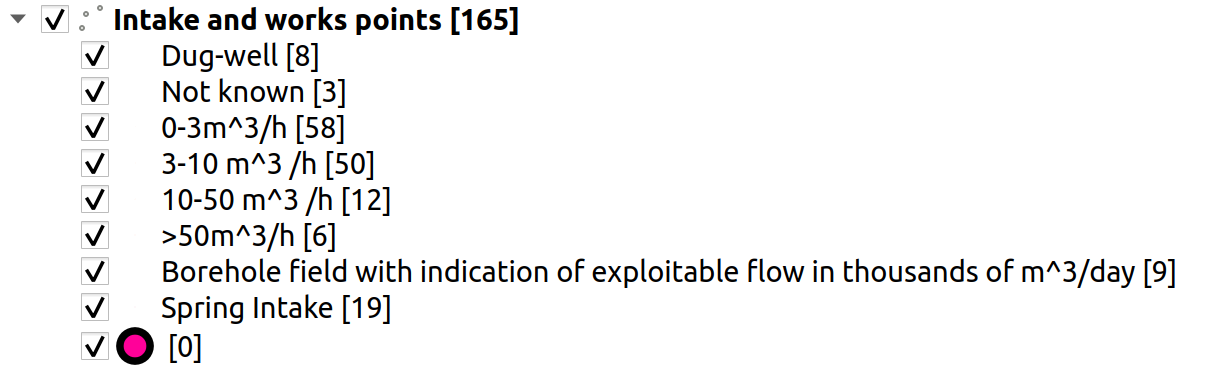 Intake and works points [165]
Dug-well [8]
Not known [3]
0-3m^3/h [58]
3-10 m^3 /h [50]
10-50 m^3 /h [12]
>50m^3/h [6]
Borehole field with indication of exploitable flow in thousands of m^3/day [9]
Spring Intake [19]
[0]